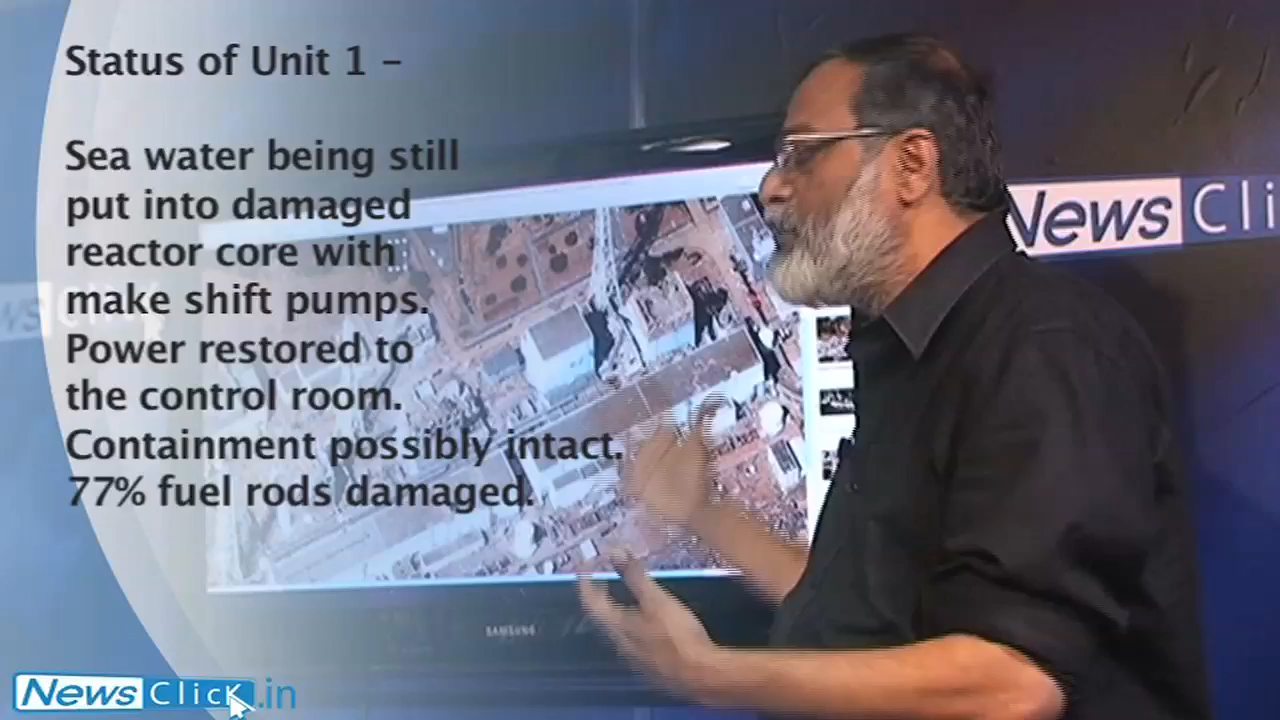 Status of Unit 1 –
Sea water being still
put into damaged
reactor core with
make shift pumps.
Power restored to
the control room.
Containment possibly intact.
77% fuel rods damaged.
News Cli
SAMSUNG
News Click.in